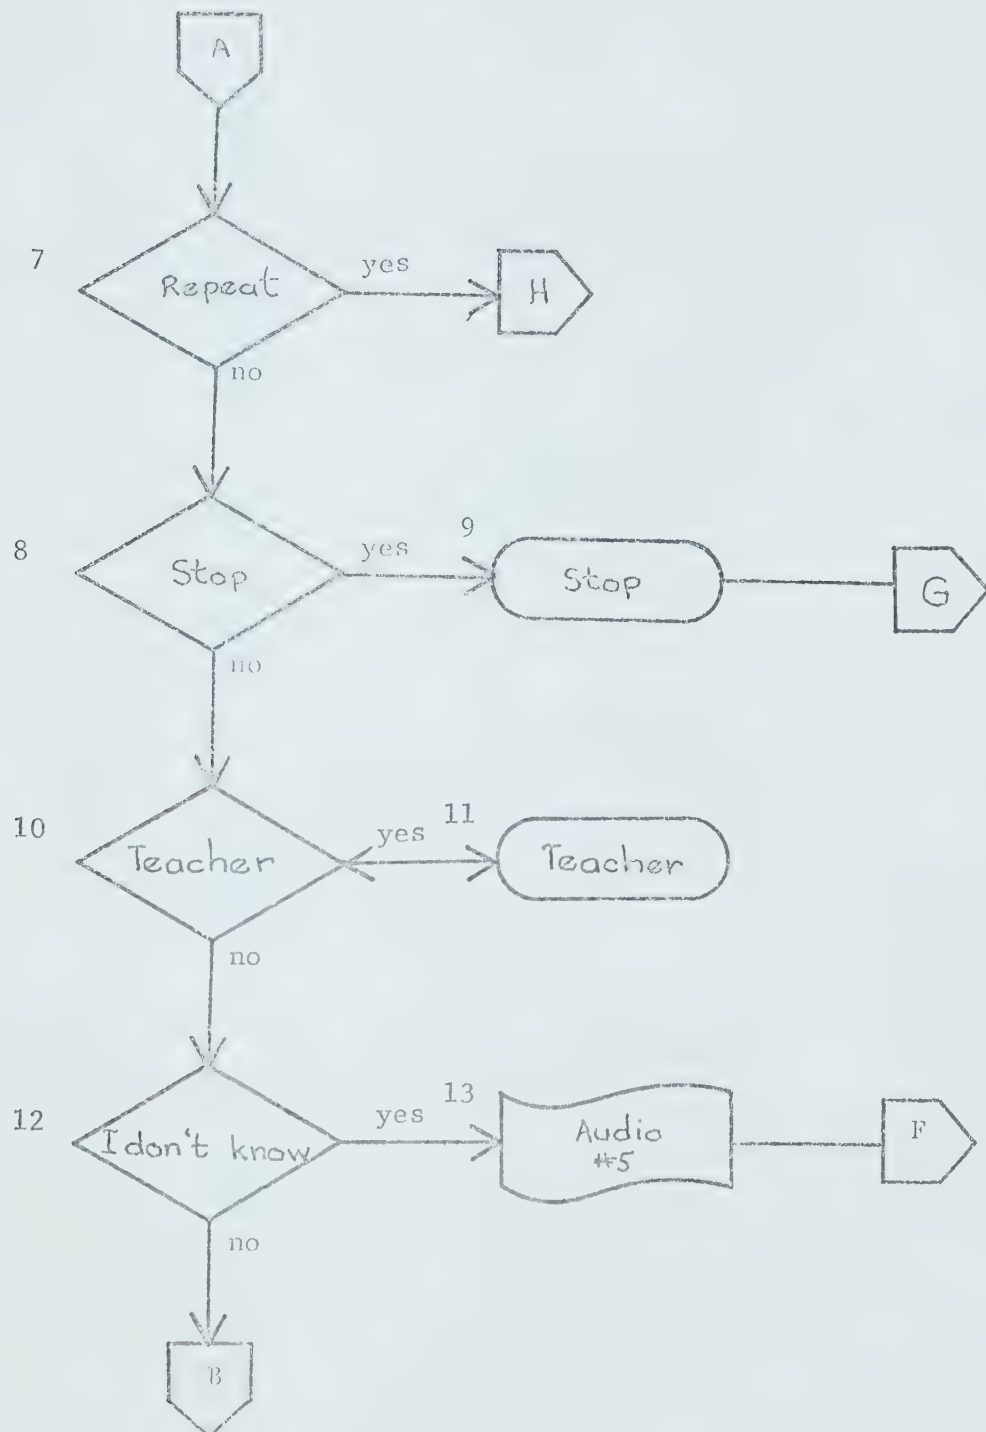 A
7
Repeat
yes
H
no
8
Stop
yes
9
Stop
G
no
10
Teacher
yes
11
Teacher
no
12
I don't know
yes
13
Audio
#5
F
no
B